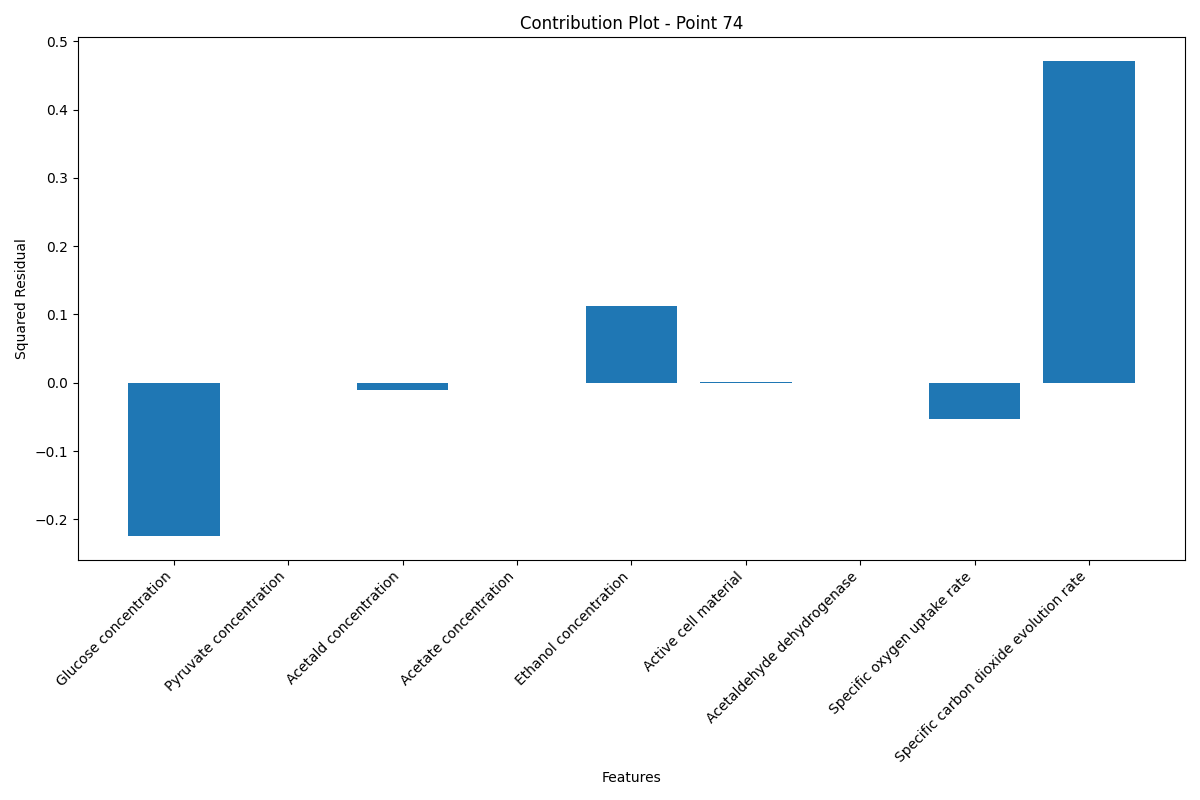 Contribution Plot - Point 74
Squared Residual
0.5
0.4
0.3
0.2
0.1
0.0
−0.1
−0.2
Glucose concentration
Pyruvate concentration
Acetald concentration
Acetate concentration
Ethanol concentration
Active cell material
Acetaldehyde dehydrogenase
Specific oxygen uptake rate
Specific carbon dioxide evolution rate
Features